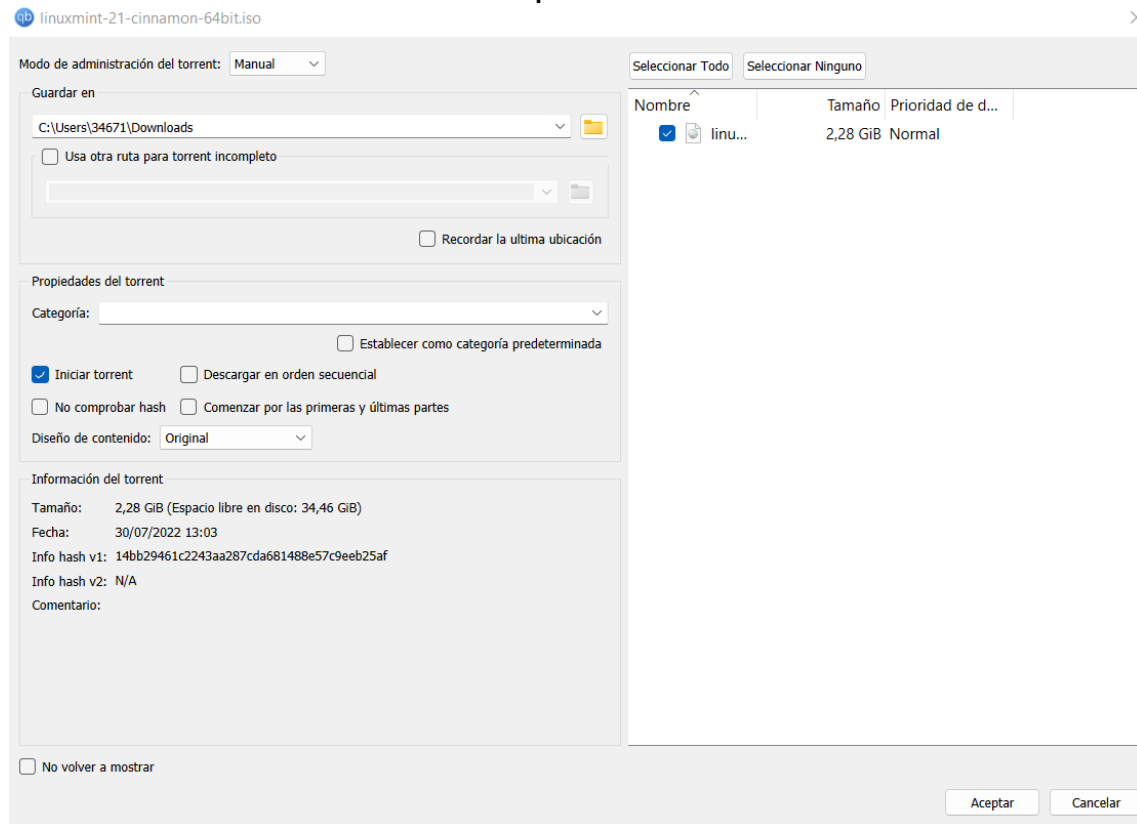 linuxmint-21-cinnamon-64bit.iso
Modo de administración del torrent: Manual
Guardar en
C:\Users\34671\Downloads
Usa otra ruta para torrent incompleto
Recordar la ultima ubicación
Propiedades del torrent
Categoría:
Establecer como categoría predeterminada
Iniciar torrent Descargar en orden secuencial
No comprobar hash Comenzar por las primeras y últimas partes
Diseño de contenido: Original
Información del torrent
Tamaño: 2,28 GiB (Espacio libre en disco: 34,46 GiB)
Fecha: 30/07/2022 13:03
Info hash v1: 14bb29461c2243aa287cda681488e57c9eeb25af
Info hash v2: N/A
Comentario:
No volver a mostrar
Seleccionar Todo Seleccionar Ninguno
Nombre Tamaño Prioridad de d...
linu... 2,28 GiB Normal
Aceptar Cancelar